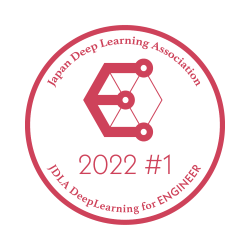 Japan Deep Learning Association
2022 #1
JDLA DeepLearning for ENGINEER